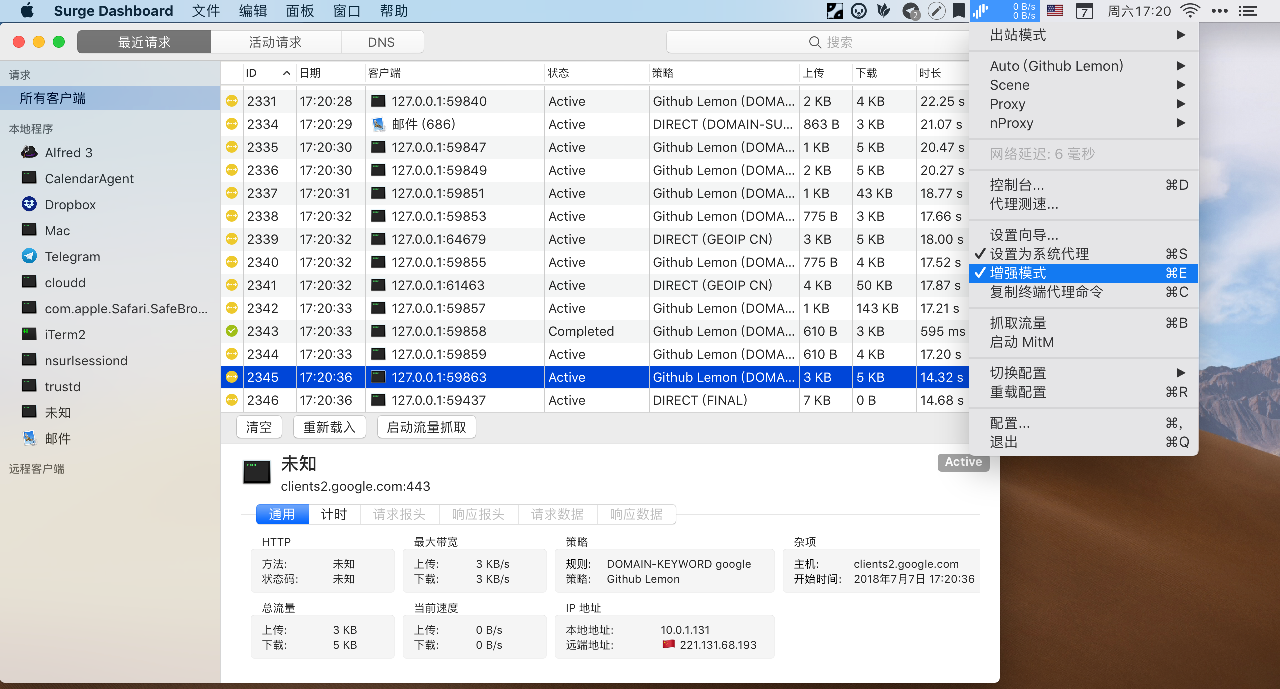 Surge Dashboard 文件 编辑 面板 窗口 帮助 0 B/s 0 B/s 7 周六17:20
最近请求 活动请求 DNS 搜索
请求
所有客户端
本地程序
Alfred 3
CalendarAgent
Dropbox
Mac
Telegram
cloudd
com.apple.Safari.SafeBro...
iTerm2
nsurlsessiond
trustd
未知
邮件
远程客户端
ID 日期 客户端 状态 策略 上传 下载 时长
2331 17:20:28 127.0.0.1:59840 Active Github Lemon (DOMA... 2 KB 4 KB 22.25 s
2334 17:20:29 邮件 (686) Active DIRECT (DOMAIN-SU... 863 B 3 KB 21.07 s
2335 17:20:30 127.0.0.1:59847 Active Github Lemon (DOMA... 1 KB 5 KB 20.47 s
2336 17:20:30 127.0.0.1:59849 Active Github Lemon (DOMA... 2 KB 5 KB 20.27 s
2337 17:20:31 127.0.0.1:59851 Active Github Lemon (DOMA... 1 KB 43 KB 19.77 s
2338 17:20:32 127.0.0.1:59853 Active Github Lemon (DOMA... 775 B 3 KB 17.66 s
2339 17:20:32 127.0.0.1:64679 Active DIRECT (GEOIP CN) 3 KB 5 KB 18.00 s
2340 17:20:32 127.0.0.1:59855 Active Github Lemon (DOMA... 775 B 4 KB 17.52 s
2341 17:20:32 127.0.0.1:61463 Active DIRECT (GEOIP CN) 4 KB 50 KB 17.87 s
2342 17:20:33 127.0.0.1:59857 Active Github Lemon (DOMA... 1 KB 143 KB 17.21 s
2343 17:20:33 127.0.0.1:59858 Completed Github Lemon (DOMA... 610 B 3 KB 595 ms
2344 17:20:33 127.0.0.1:59859 Active Github Lemon (DOMA... 610 B 4 KB 17.20 s
2345 17:20:36 127.0.0.1:59863 Active Github Lemon (DOMA... 3 KB 5 KB 14.32 s
2346 17:20:36 127.0.0.1:59437 Active DIRECT (FINAL) 7 KB 0 B 14.68 s
清空 重新载入 启动流量抓取
未知 Active
clients2.google.com:443
通用 计时 请求报头 响应报头 请求数据 响应数据
HTTP
方法: 未知
状态码: 未知
最大带宽
上传: 3 KB/s
下载: 3 KB/s
策略
规则: DOMAIN-KEYWORD google
策略: Github Lemon
杂项
主机: clients2.google.com
开始时间: 2018年7月7日 17:20:36
总流量
上传: 3 KB
下载: 5 KB
当前速度
上传: 0 B/s
下载: 0 B/s
IP 地址
本地地址: 10.0.1.131
远端地址: 221.131.68.193
出站模式
Auto (Github Lemon)
Scene
Proxy
nProxy
网络延迟: 6 毫秒
控制台... ⌘D
代理测速...
设置向导...
✓设置为系统代理 ⌘S
✓增强模式 ⌘E
复制终端代理命令 ⌘C
抓取流量 ⌘B
启动 MitM
切换配置
重载配置 ⌘R
配置... ⌘,
退出 ⌘Q